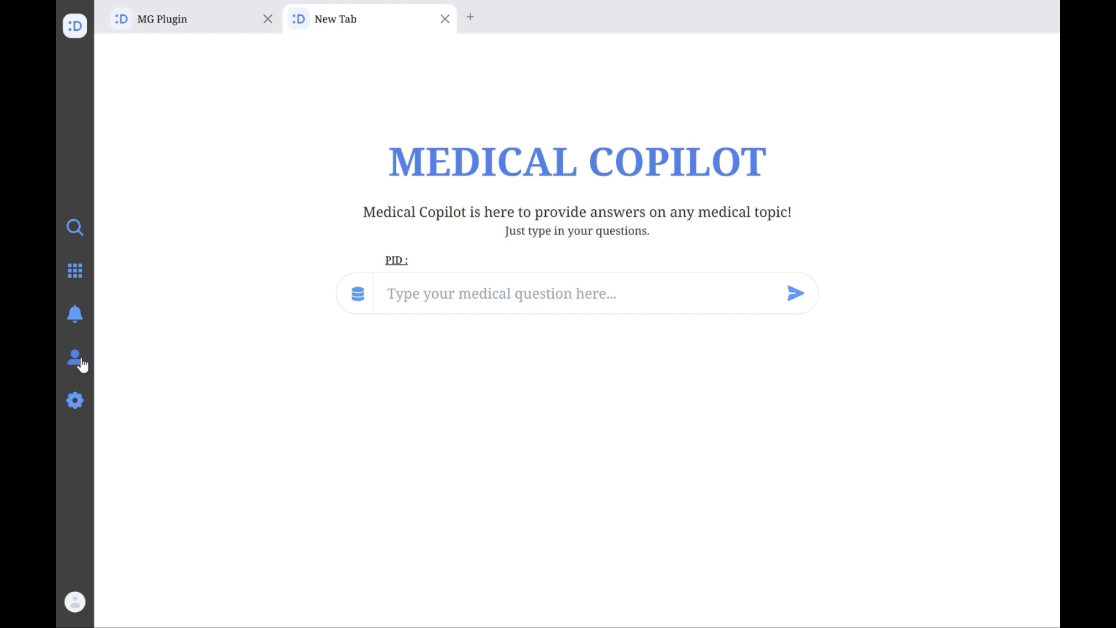 :D
:D MG Plugin
:D New Tab
MEDICAL COPILOT
Medical Copilot is here to provide answers on any medical topic!
Just type in your questions.
PID :
Type your medical question here...